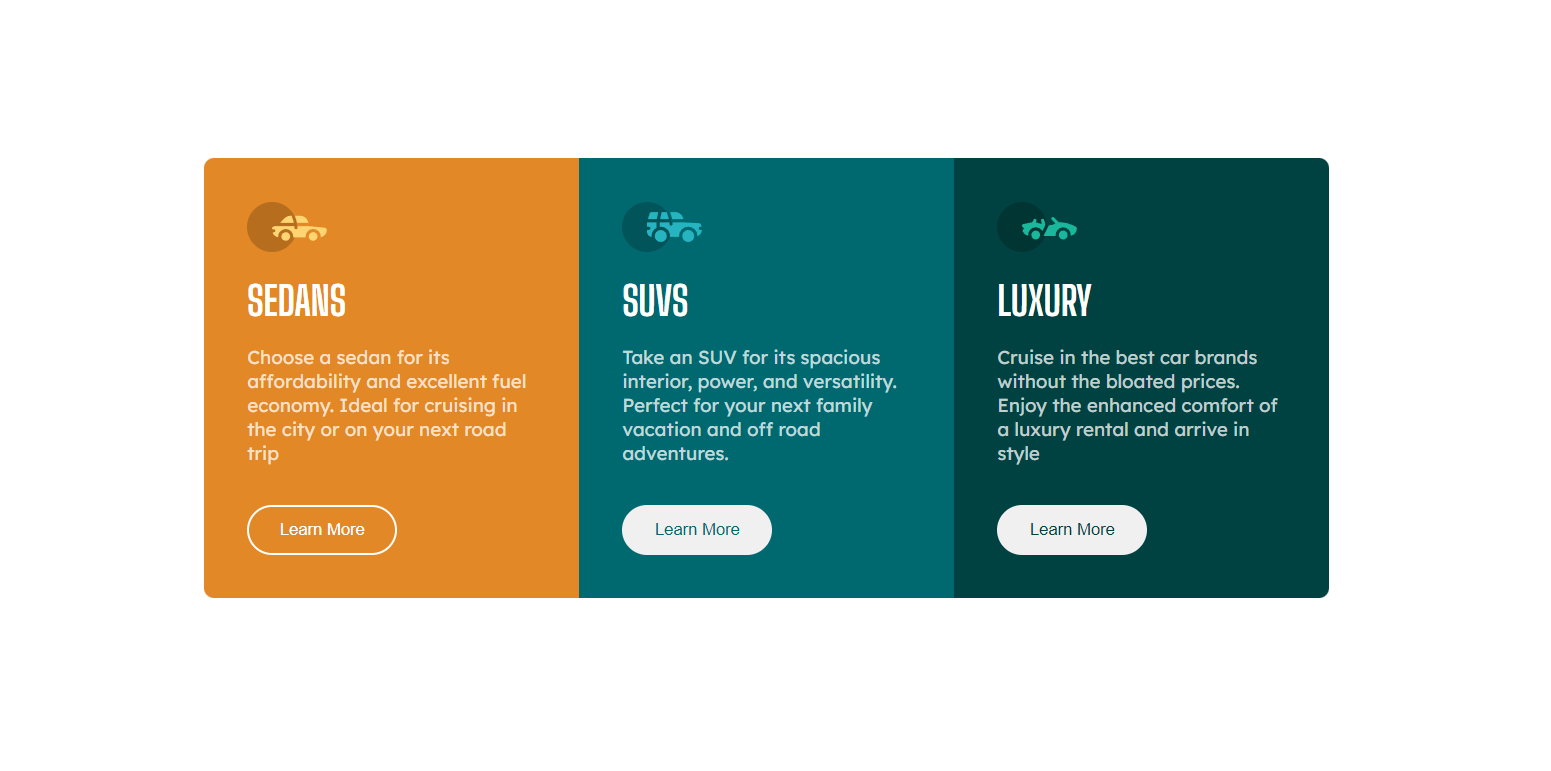 SEDANS
Choose a sedan for its
affordability and excellent fuel
economy. Ideal for cruising in
the city or on your next road
trip
Learn More
SUVS
Take an SUV for its spacious
interior, power, and versatility.
Perfect for your next family
vacation and off road
adventures.
Learn More
LUXURY
Cruise in the best car brands
without the bloated prices.
Enjoy the enhanced comfort of
a luxury rental and arrive in
style
Learn More